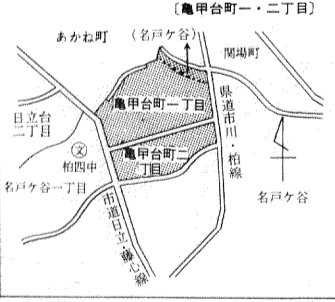 〔亀甲台町一・二丁目〕
あかね町
(名戸ケ谷)
関場町
亀甲台町一丁目
県道市川・柏線
日立台
二丁目
文
柏四中
亀甲台町二
丁目
名戸ケ谷一丁目
名戸ケ谷
市道日立・藤心線